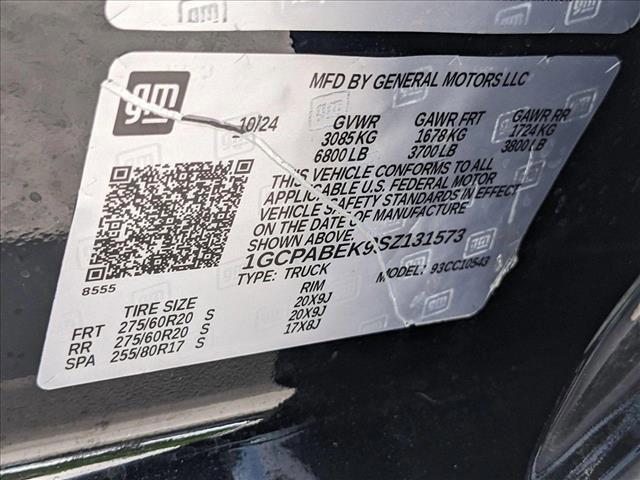 gm
MFD BY GENERAL MOTORS LLC
10/24 GVWR GAWR FRT GAWR RR
3085 KG 1678 KG 1724 KG
6800 LB 3700 LB 3800 LB
THIS VEHICLE CONFORMS TO ALL
APPLICABLE U.S. FEDERAL MOTOR
VEHICLE SAFETY STANDARDS IN EFFECT
ON THE DATE OF MANUFACTURE
SHOWN ABOVE.
1GCPABEK9SZ131573
8555
TYPE: TRUCK MODEL: 93CC10543
TIRE SIZE RIM
FRT 275/60R20 S 20X9J
RR 275/60R20 S 20X9J
SPA 255/80R17 S 17X8J